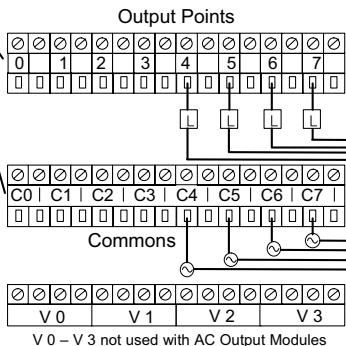 Output Points
0 1 2 3 4 5 6 7
L L L L
C0 | C1 | C2 | C3 | C4 | C5 | C6 | C7 |
Commons
V 0 V 1 V 2 V 3
V 0 – V 3 not used with AC Output Modules